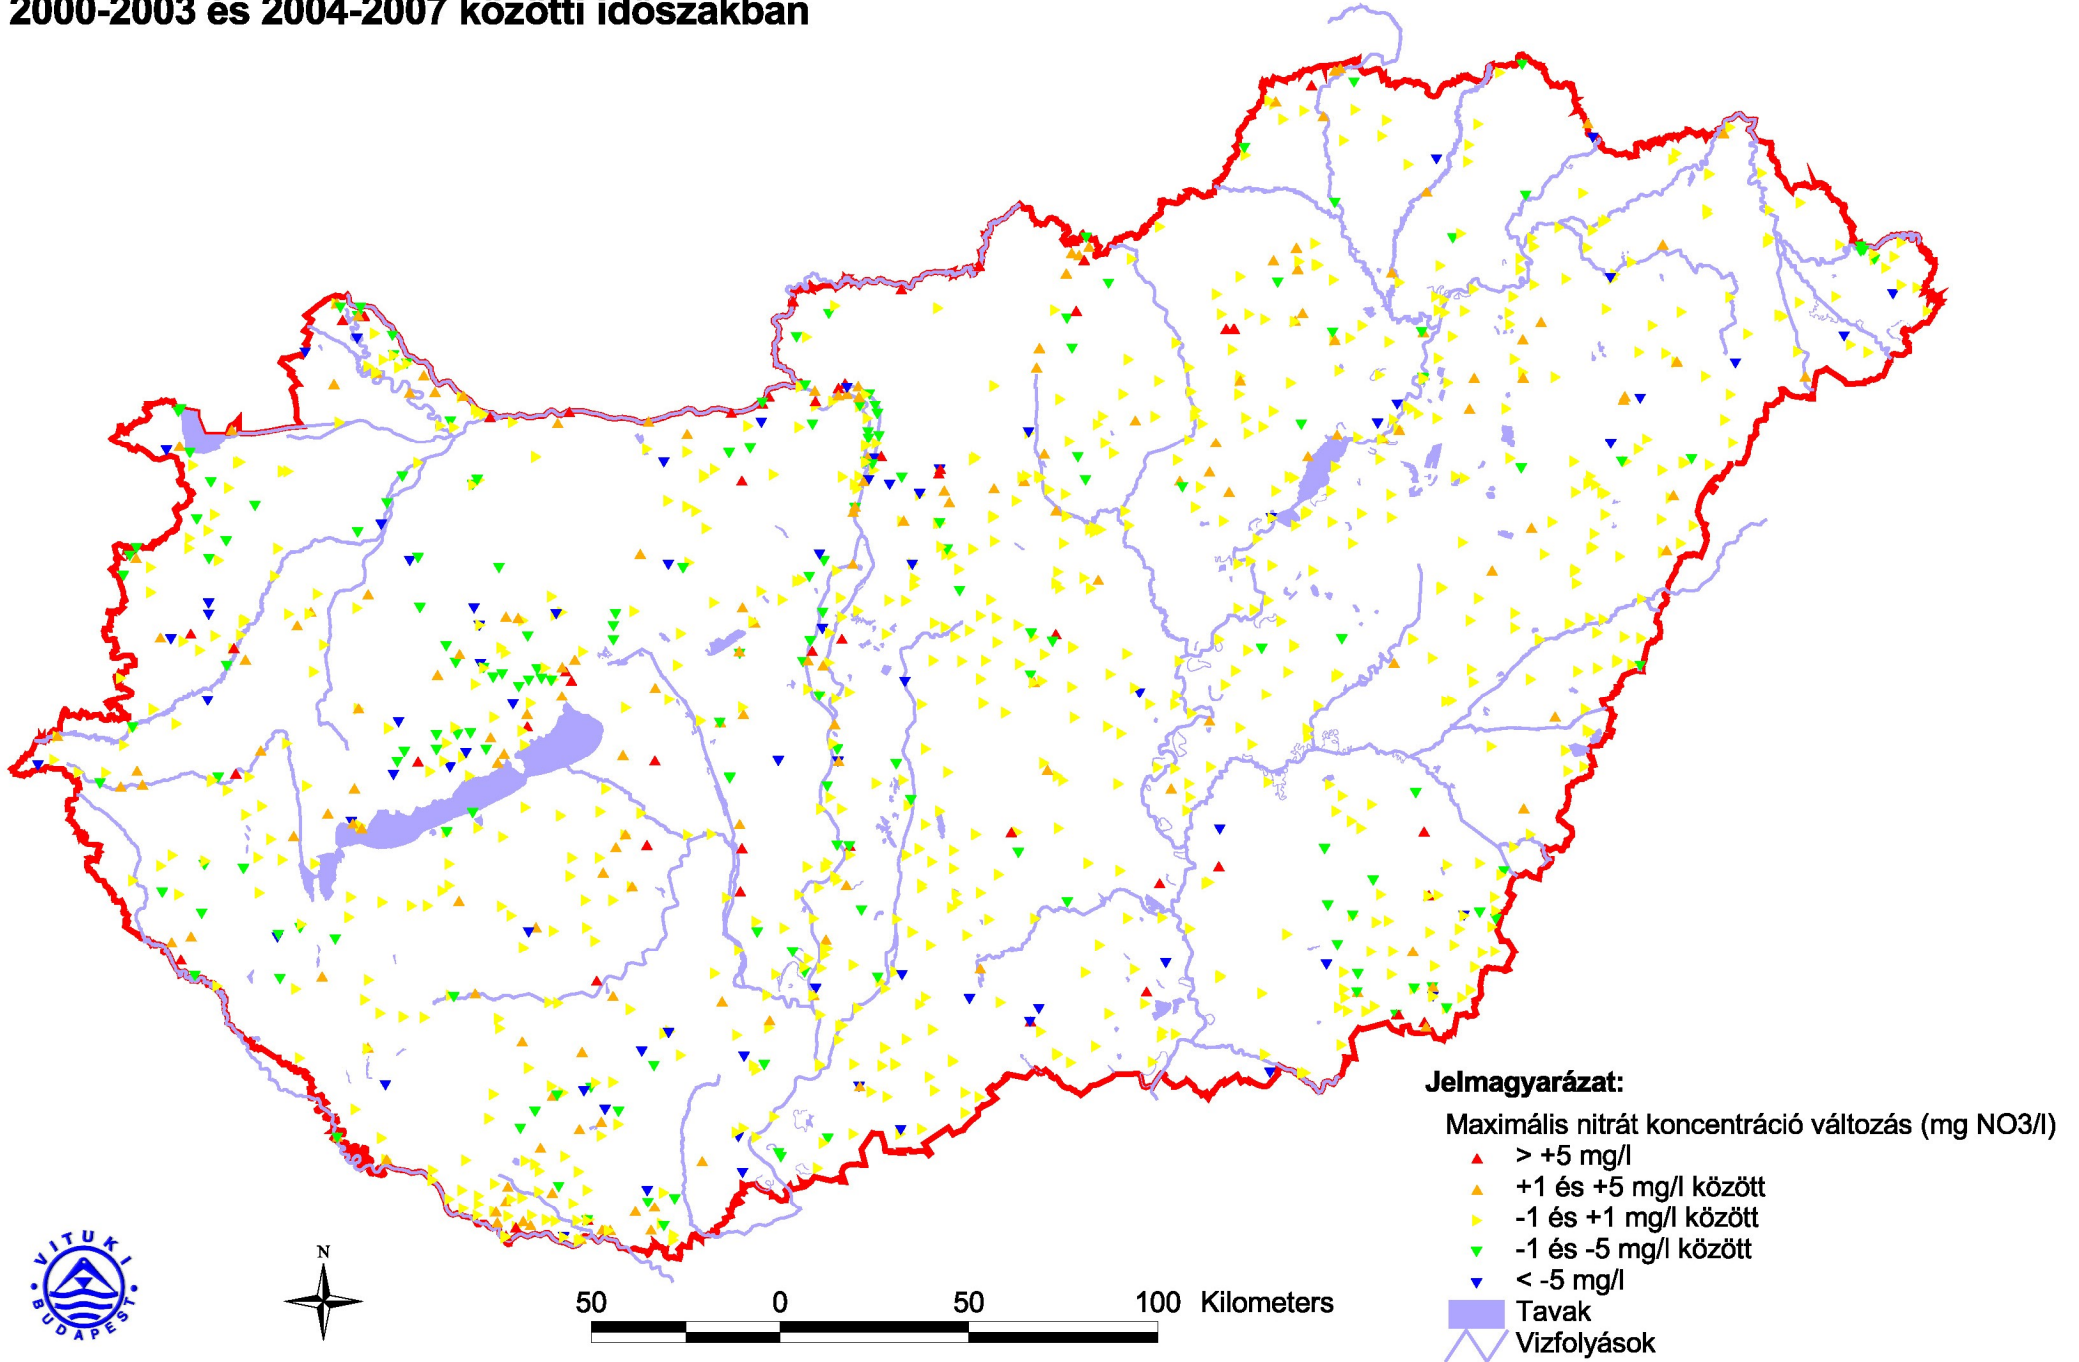 2000-2003 és 2004-2007 közötti időszakban
Jelmagyarázat:
Maximális nitrát koncentráció változás (mg NO3/l)
> +5 mg/l
+1 és +5 mg/l között
-1 és +1 mg/l között
-1 és -5 mg/l között
< -5 mg/l
Tavak
Vizfolyások
N
50 0 50 100 Kilometers
VITUKI
BUDAPEST